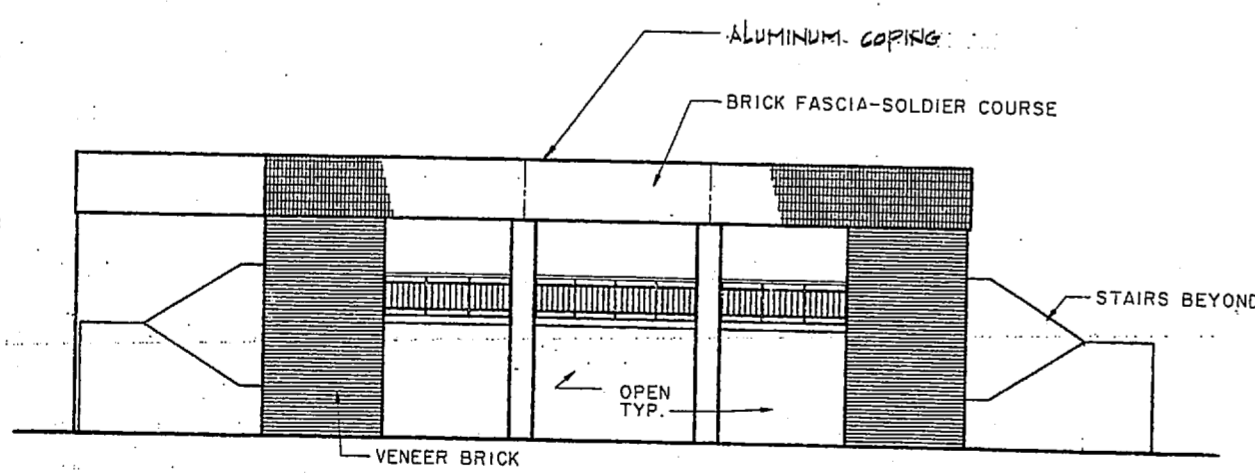 ALUMINUM COPING
BRICK FASCIA-SOLDIER COURSE
STAIRS BEYOND
OPEN
TYP.
VENEER BRICK